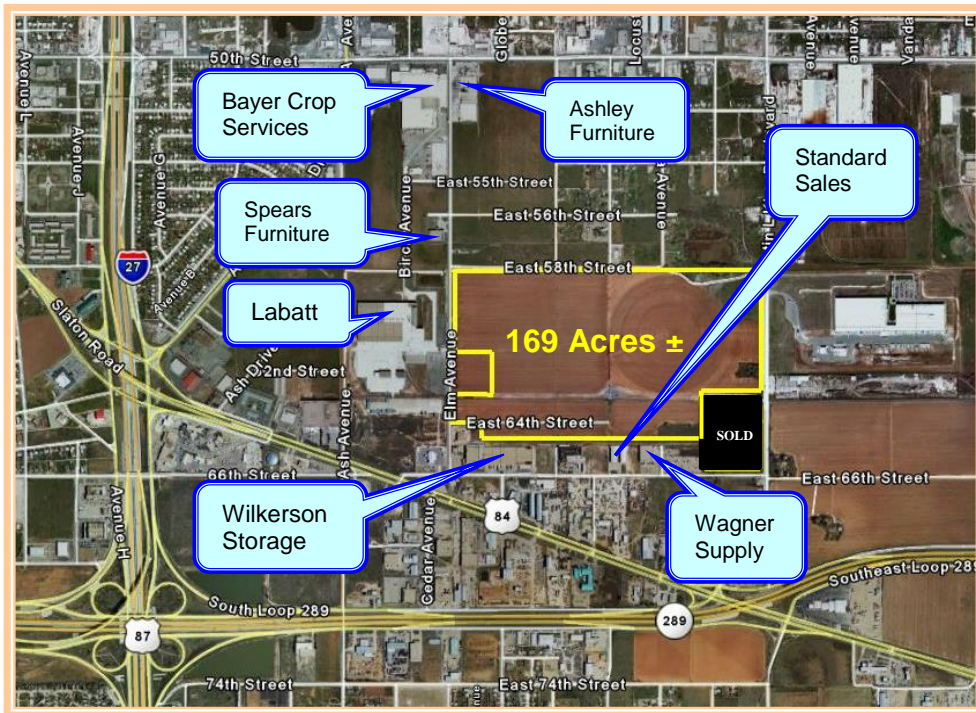 Avenue L
50th Street
Globe
Locust
Avenue
Vanda
Avenue J
Avenue G
Bayer Crop
Services
Ashley
Furniture
Standard
Sales
East 55th Street
East 56th Street
Spears
Furniture
Birch Avenue
Avenue B
27
East 58th Street
Slaton Road
Labatt
169 Acres ±
Ash Drive
Elm Avenue
East 64th Street
SOLD
Ash Avenue
66th Street
East 66th Street
Wilkerson
Storage
84
Wagner
Supply
Avenue H
Cedar Avenue
Southeast Loop 289
South Loop 289
87
289
74th Street
East 74th Street